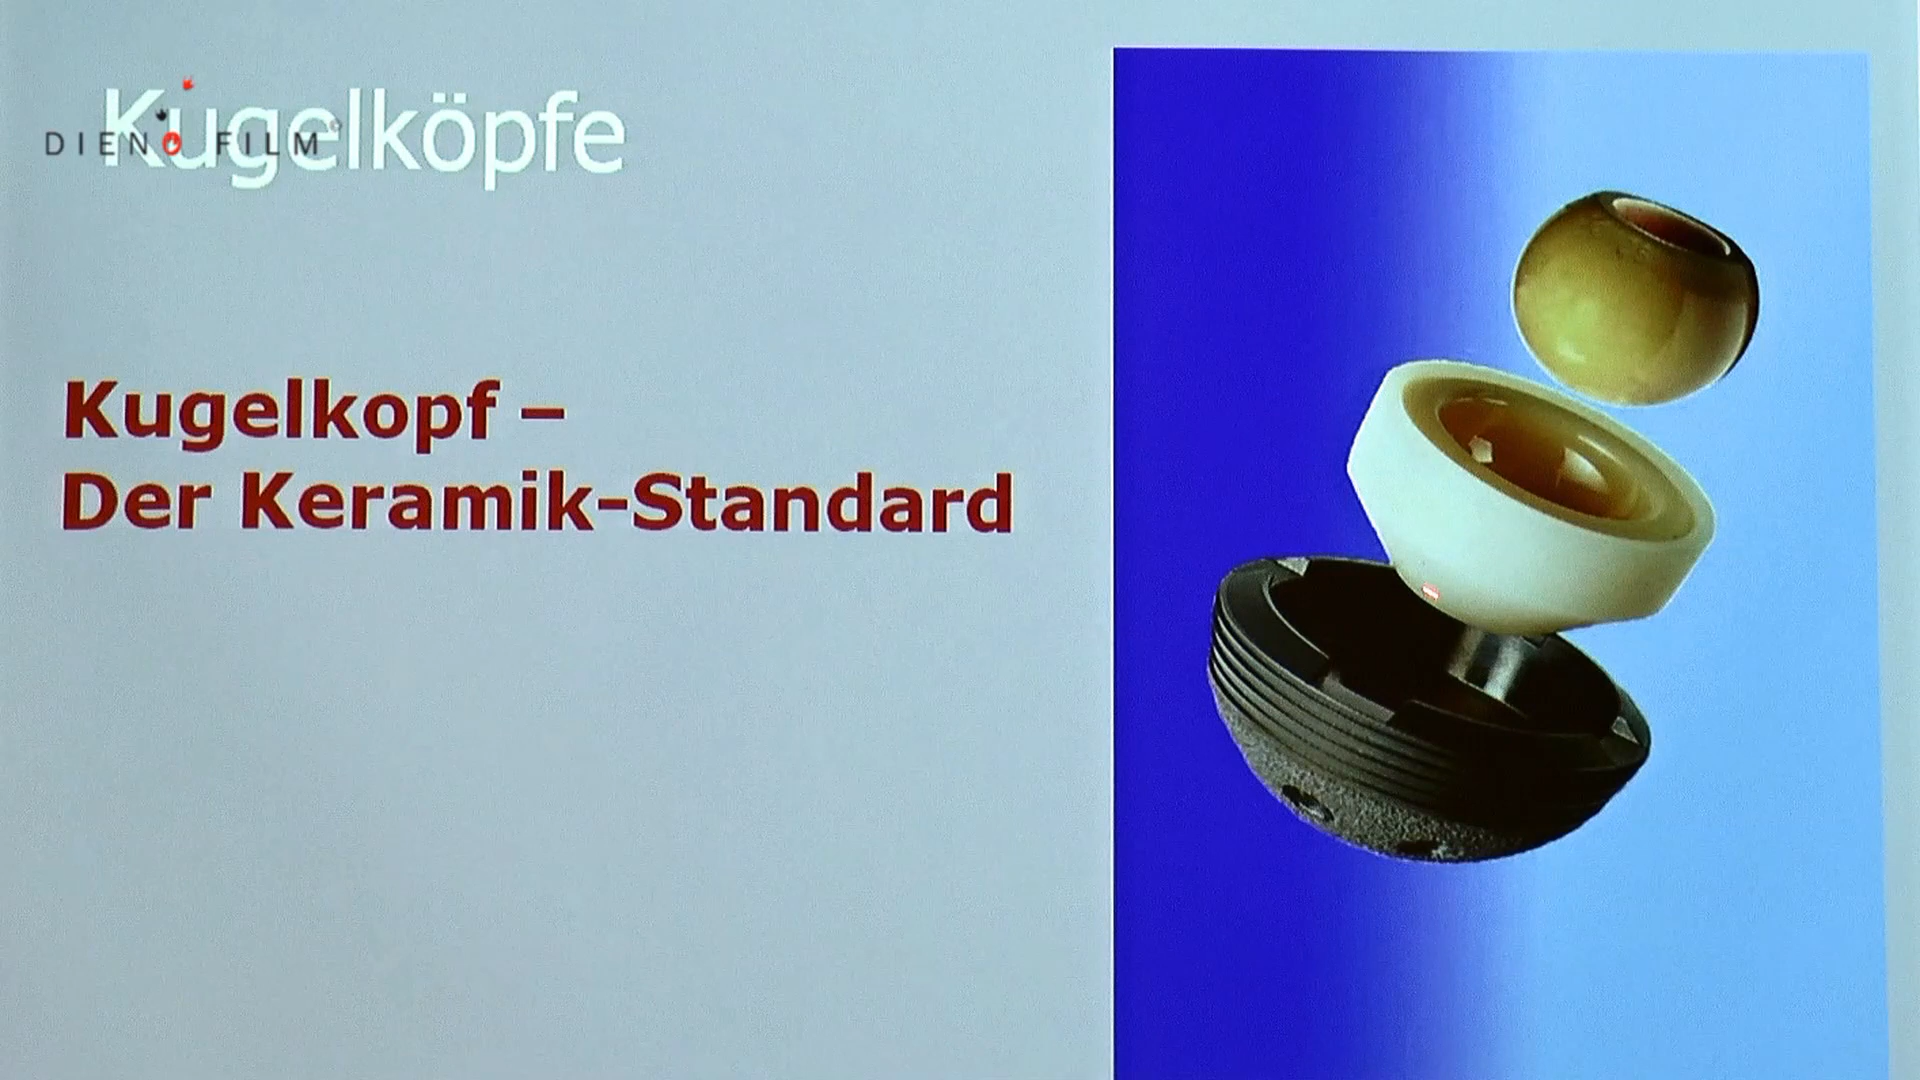 Kugelköpfe
DIENO FILM
Kugelkopf –
Der Keramik-Standard